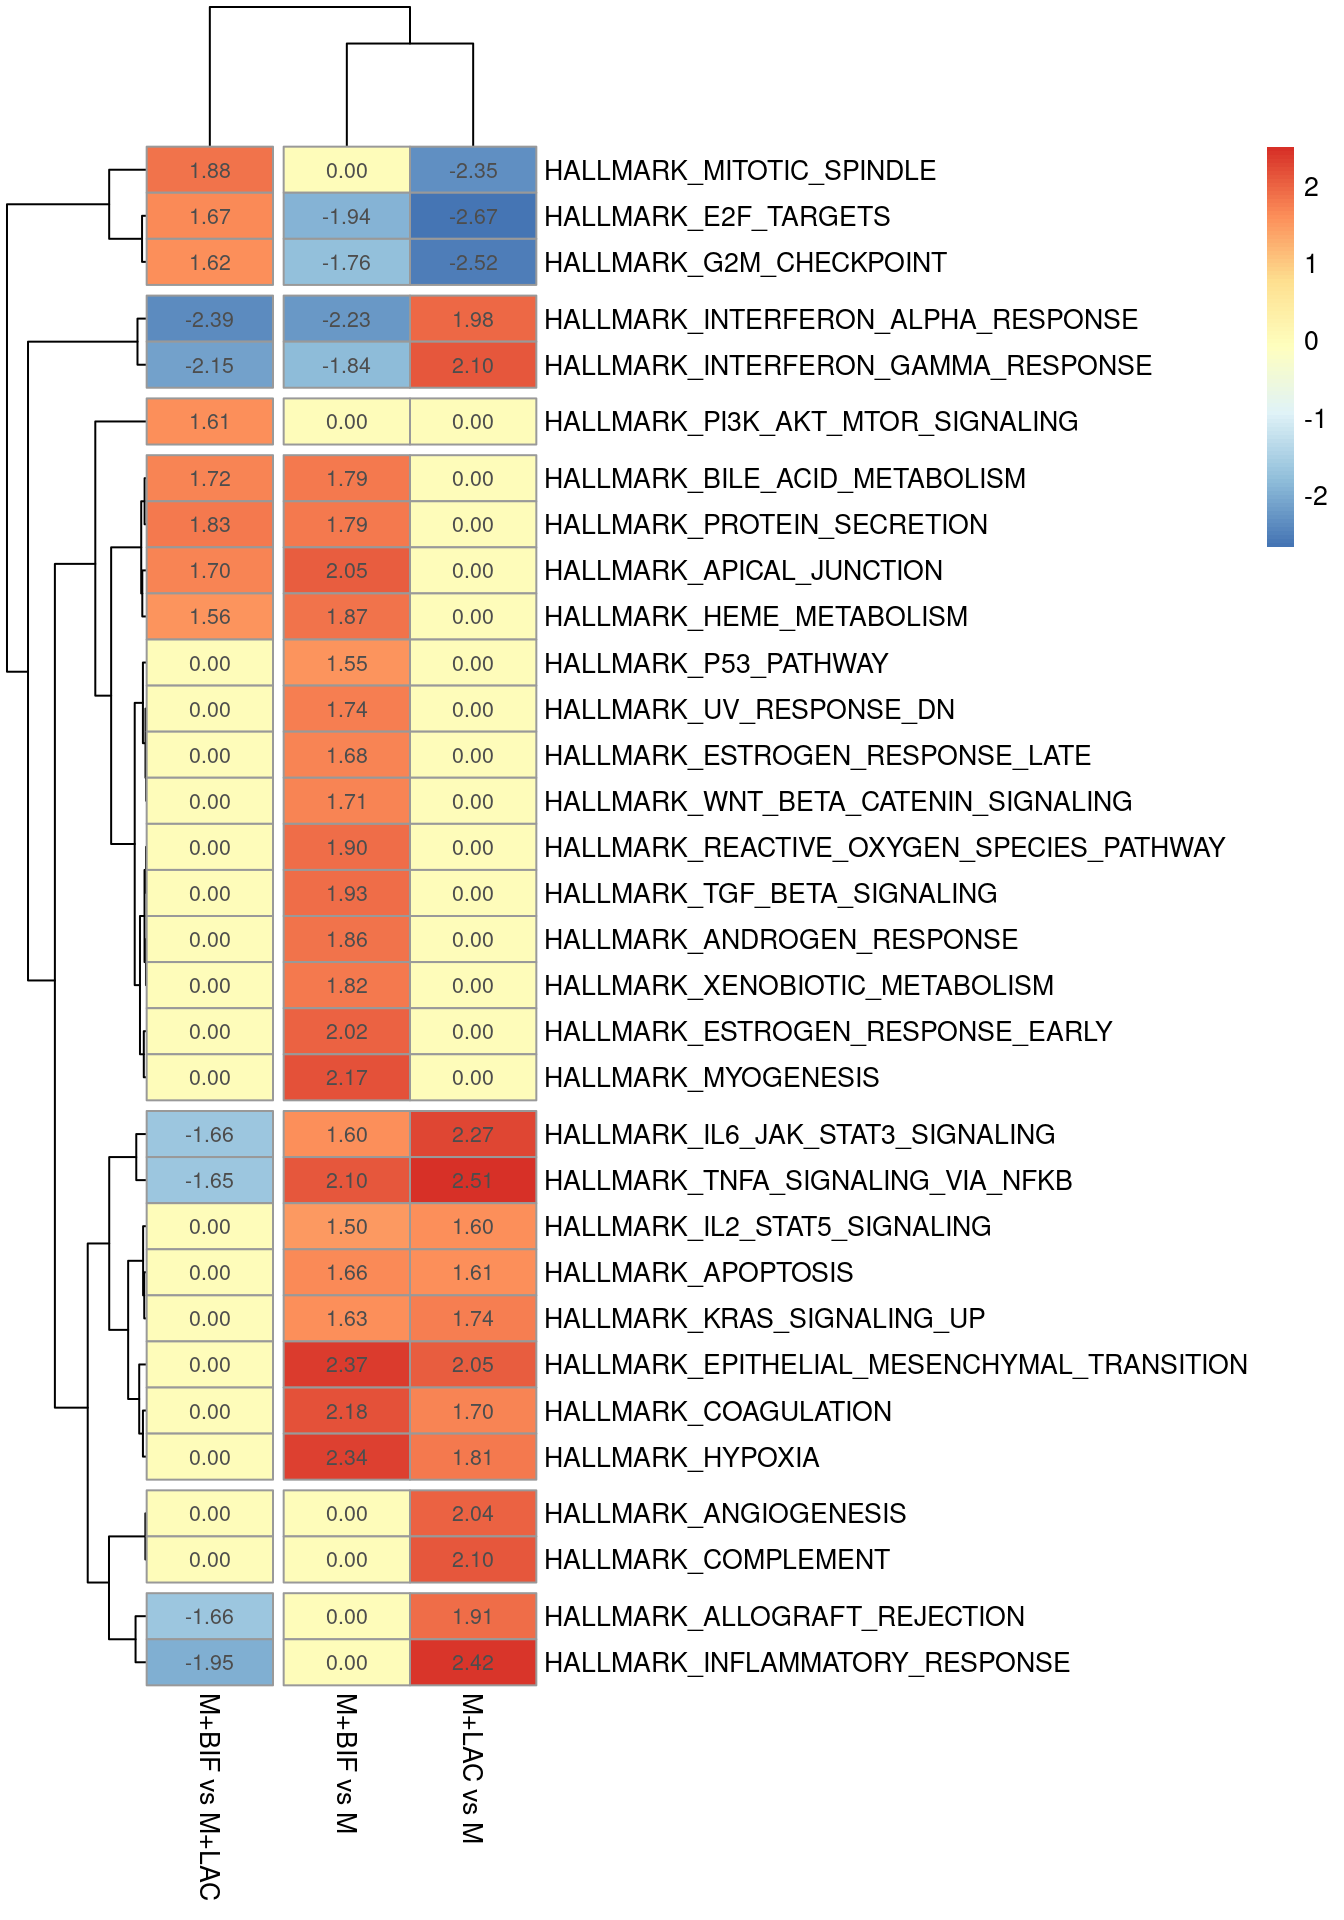 1.88 0.00 -2.35 HALLMARK_MITOTIC_SPINDLE
1.67 -1.94 -2.67 HALLMARK_E2F_TARGETS
1.62 -1.76 -2.52 HALLMARK_G2M_CHECKPOINT
-2.39 -2.23 1.98 HALLMARK_INTERFERON_ALPHA_RESPONSE
-2.15 -1.84 2.10 HALLMARK_INTERFERON_GAMMA_RESPONSE
1.61 0.00 0.00 HALLMARK_PI3K_AKT_MTOR_SIGNALING
1.72 1.79 0.00 HALLMARK_BILE_ACID_METABOLISM
1.83 1.79 0.00 HALLMARK_PROTEIN_SECRETION
1.70 2.05 0.00 HALLMARK_APICAL_JUNCTION
1.56 1.87 0.00 HALLMARK_HEME_METABOLISM
0.00 1.55 0.00 HALLMARK_P53_PATHWAY
0.00 1.74 0.00 HALLMARK_UV_RESPONSE_DN
0.00 1.68 0.00 HALLMARK_ESTROGEN_RESPONSE_LATE
0.00 1.71 0.00 HALLMARK_WNT_BETA_CATENIN_SIGNALING
0.00 1.90 0.00 HALLMARK_REACTIVE_OXYGEN_SPECIES_PATHWAY
0.00 1.93 0.00 HALLMARK_TGF_BETA_SIGNALING
0.00 1.86 0.00 HALLMARK_ANDROGEN_RESPONSE
0.00 1.82 0.00 HALLMARK_XENOBIOTIC_METABOLISM
0.00 2.02 0.00 HALLMARK_ESTROGEN_RESPONSE_EARLY
0.00 2.17 0.00 HALLMARK_MYOGENESIS
-1.66 1.60 2.27 HALLMARK_IL6_JAK_STAT3_SIGNALING
-1.65 2.10 2.51 HALLMARK_TNFA_SIGNALING_VIA_NFKB
0.00 1.50 1.60 HALLMARK_IL2_STAT5_SIGNALING
0.00 1.66 1.61 HALLMARK_APOPTOSIS
0.00 1.63 1.74 HALLMARK_KRAS_SIGNALING_UP
0.00 2.37 2.05 HALLMARK_EPITHELIAL_MESENCHYMAL_TRANSITION
0.00 2.18 1.70 HALLMARK_COAGULATION
0.00 2.34 1.81 HALLMARK_HYPOXIA
0.00 0.00 2.04 HALLMARK_ANGIOGENESIS
0.00 0.00 2.10 HALLMARK_COMPLEMENT
-1.66 0.00 1.91 HALLMARK_ALLOGRAFT_REJECTION
-1.95 0.00 2.42 HALLMARK_INFLAMMATORY_RESPONSE
M+BIF vs M+LAC
M+BIF vs M
M+LAC vs M
2
1
0
-1
-2